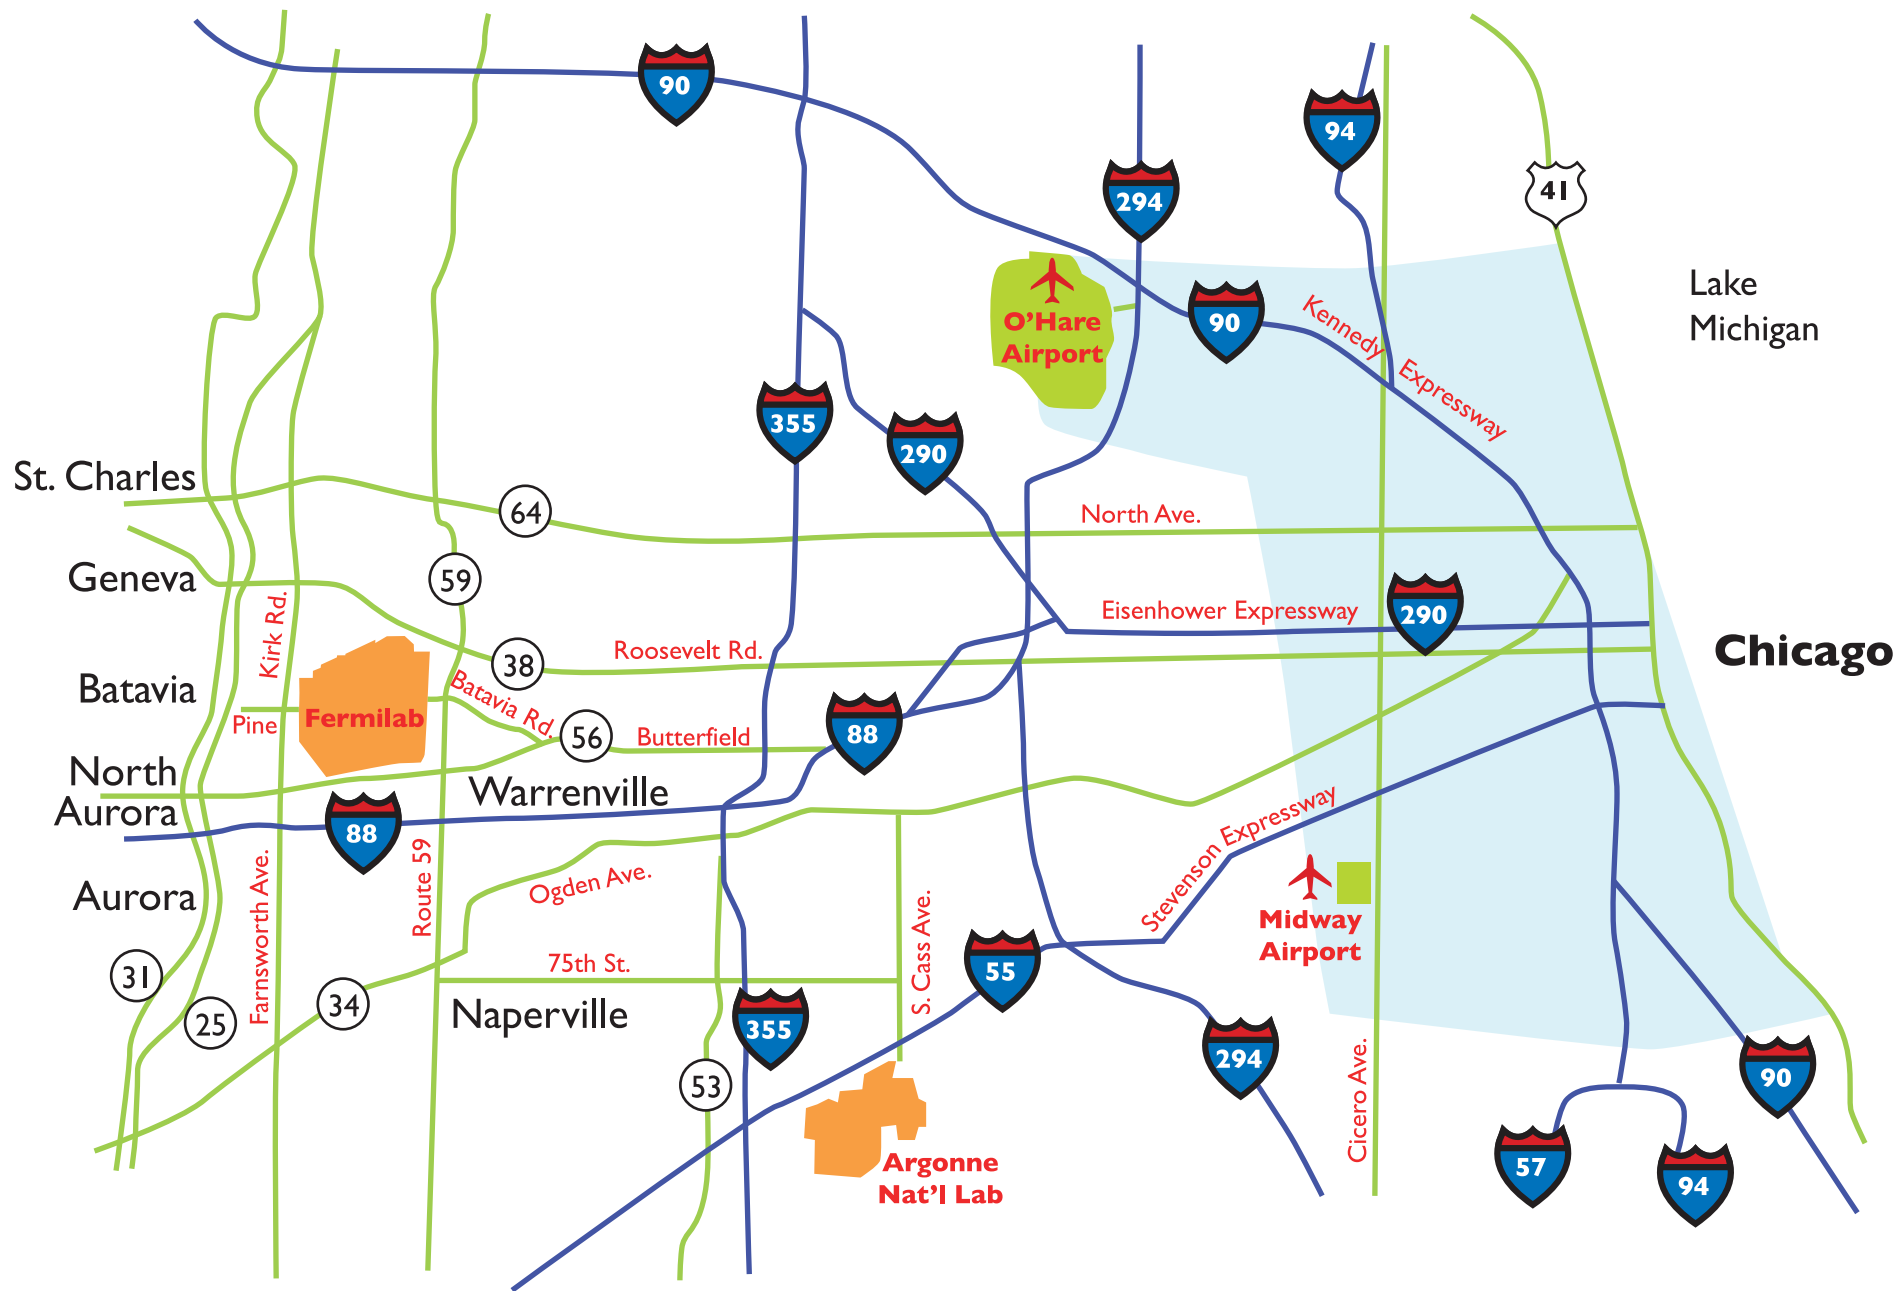 90
94
41
294
Lake
Michigan
O'Hare
Airport
90
Kennedy
Expressway
355
290
St. Charles
64
North Ave.
Geneva
59
Kirk Rd.
Eisenhower Expressway
290
38
Roosevelt Rd.
Chicago
Batavia
Pine
Fermilab
Batavia Rd.
56
Butterfield
88
North
Aurora
Warrenville
88
Stevenson Expressway
Route 59
Farnsworth Ave.
Ogden Ave.
Aurora
S. Cass Ave.
Midway
Airport
31
75th St.
55
34
25
Naperville
355
294
53
Cicero Ave.
90
57
94
Argonne
Nat'l Lab